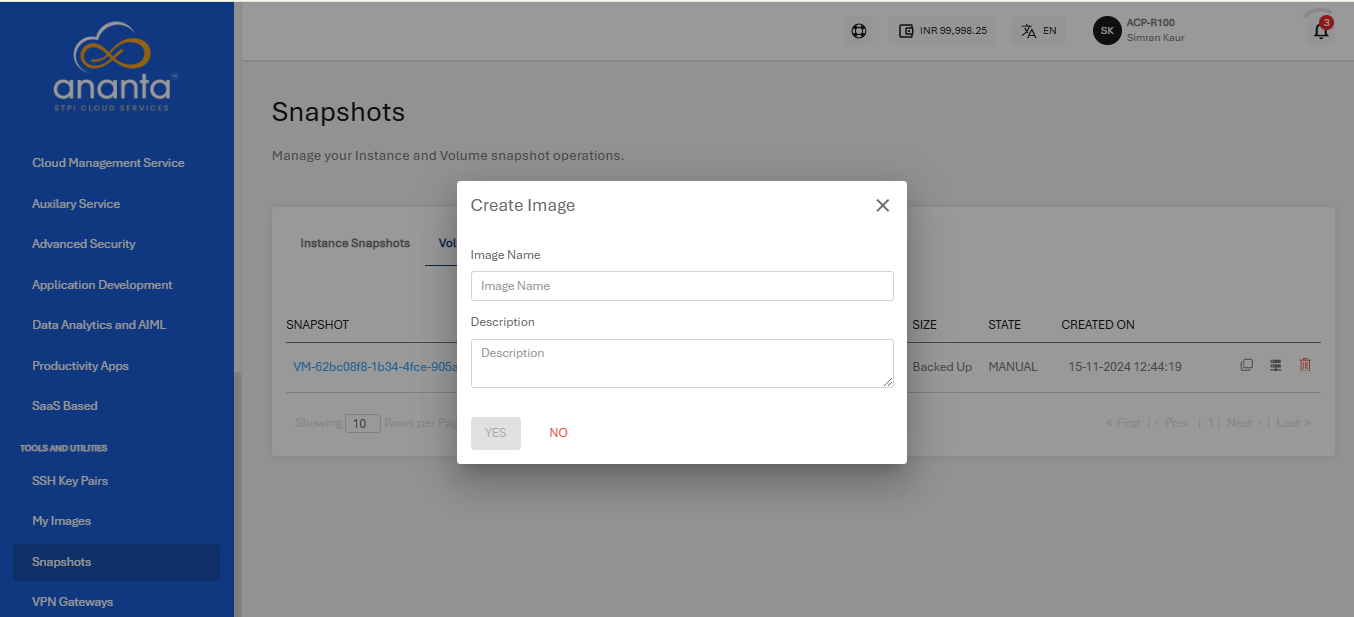 ananta
STPI CLOUD SERVICES
Cloud Management Service
Auxilary Service
Advanced Security
Application Development
Data Analytics and AIML
Productivity Apps
SaaS Based
TOOLS AND UTILITIES
SSH Key Pairs
My Images
Snapshots
VPN Gateways
INR 99,998.25
EN
SK
ACP-R100
Simran Kaur
3
Snapshots
Manage your Instance and Volume snapshot operations.
Instance Snapshots
SNAPSHOT SIZE STATE CREATED ON
VM-62bc08f8-1b34-4fce-905a Backed Up MANUAL 15-11-2024 12:44:19
Showing 10 Rows per < First | < Prev | 1 | Next > | Last >
Create Image
Image Name
Image Name
Description
Description
YES NO